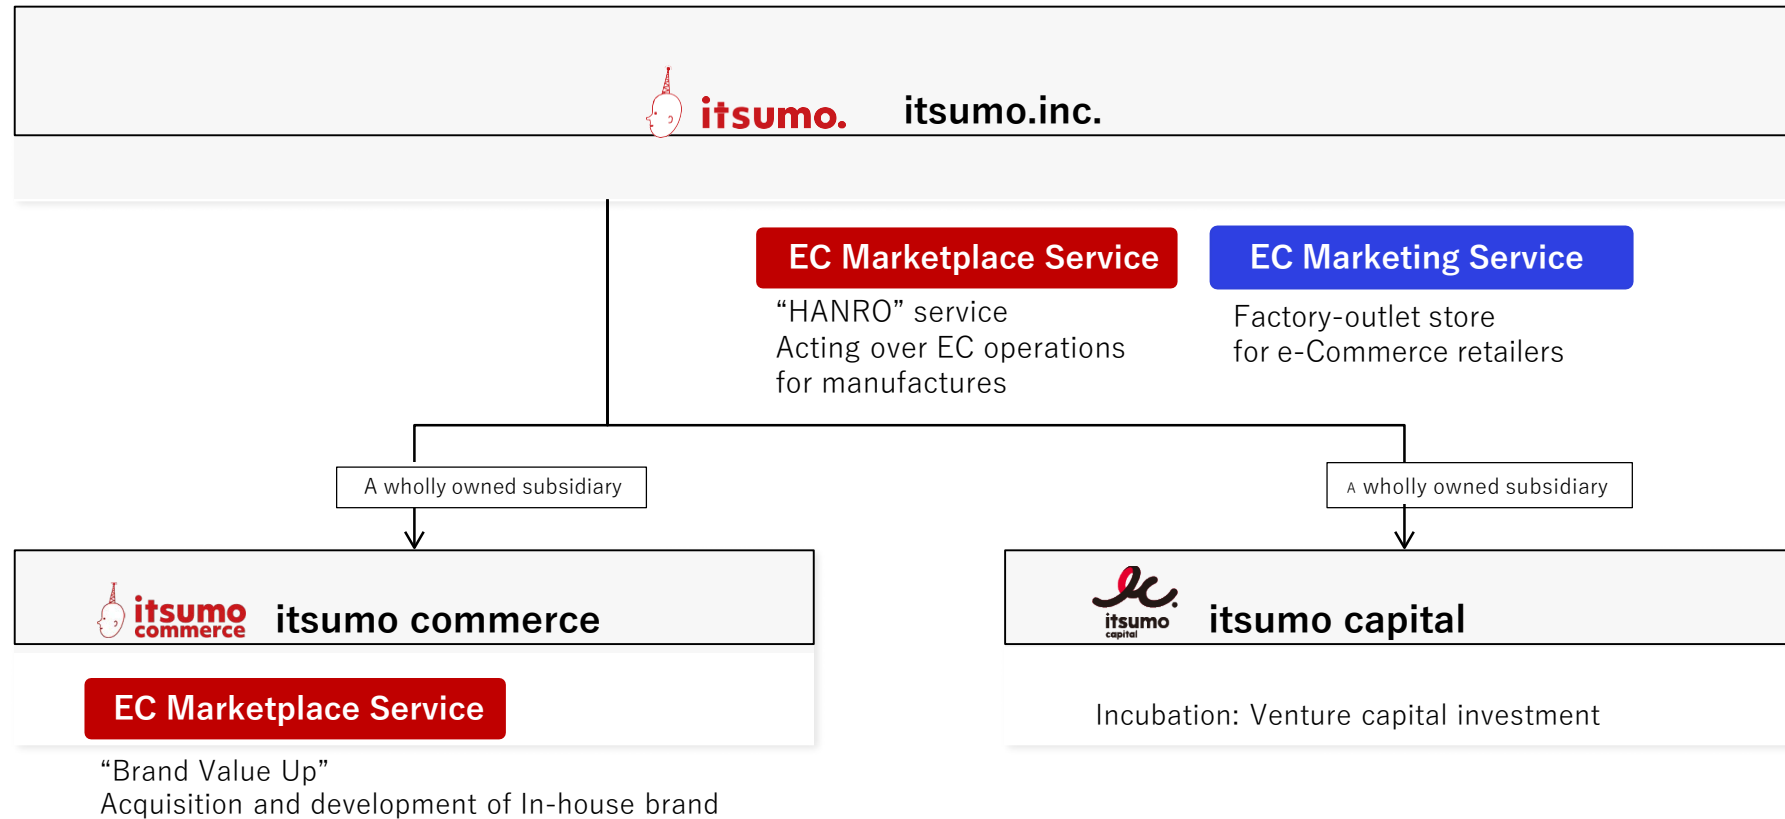 itsumo. itsumo.inc.
EC Marketplace Service
“HANRO” service
Acting over EC operations
for manufactures
EC Marketing Service
Factory-outlet store
for e-Commerce retailers
A wholly owned subsidiary
A wholly owned subsidiary
itsumo
commerce
itsumo commerce
EC Marketplace Service
“Brand Value Up”
Acquisition and development of In-house brand
ec.
itsumo
capital
itsumo capital
Incubation: Venture capital investment